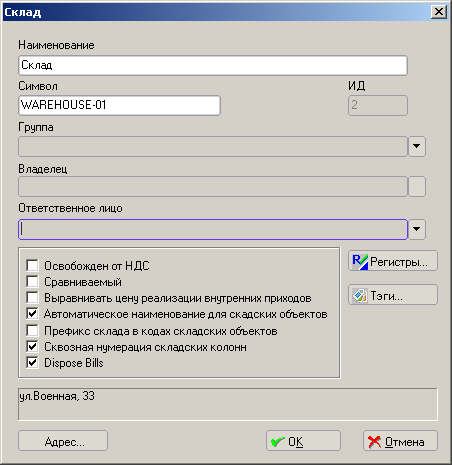 Склад
Наименование
Склад
Символ ИД
WAREHOUSE-01 2
Группа
Владелец
Ответственное лицо
Освобожден от НДС
Регистры...
Сравниваемый
Выравнивать цену реализации внутренних приходов
Тэги...
Автоматическое наименование для скадских объектов
Префикс склада в кодах складских объектов
Сквозная нумерация складских колонн
Dispose Bills
ул.Военная, 33
Адрес... OK Отмена